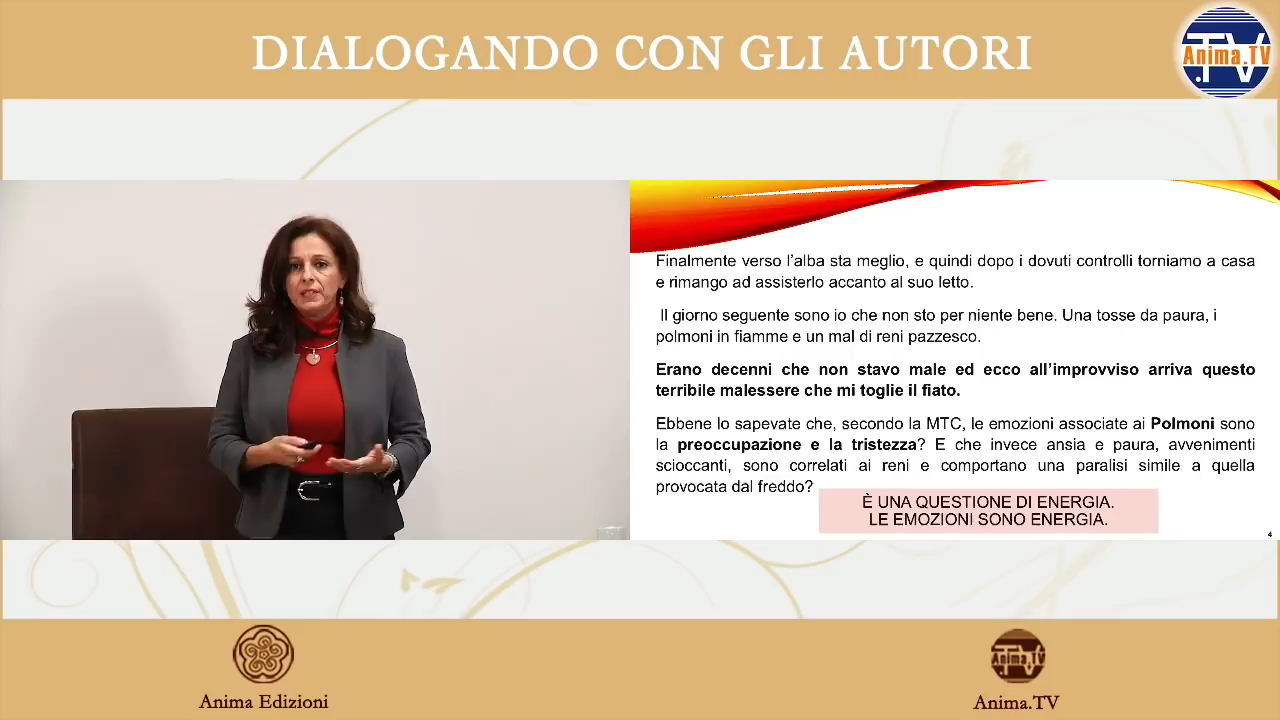 DIALOGANDO CON GLI AUTORI
Anima.TV
Finalmente verso l’alba sta meglio, e quindi dopo i dovuti controlli torniamo a casa
e rimango ad assisterlo accanto al suo letto.
Il giorno seguente sono io che non sto per niente bene. Una tosse da paura, i
polmoni in fiamme e un mal di reni pazzesco.
Erano decenni che non stavo male ed ecco all’improvviso arriva questo
terribile malessere che mi toglie il fiato.
Ebbene lo sapevate che, secondo la MTC, le emozioni associate ai Polmoni sono
la preoccupazione e la tristezza? E che invece ansia e paura, avvenimenti
scioccanti, sono correlati ai reni e comportano una paralisi simile a quella
provocata dal freddo?
È UNA QUESTIONE DI ENERGIA.
LE EMOZIONI SONO ENERGIA.
4
Anima Edizioni
Anima.TV
Anima.TV